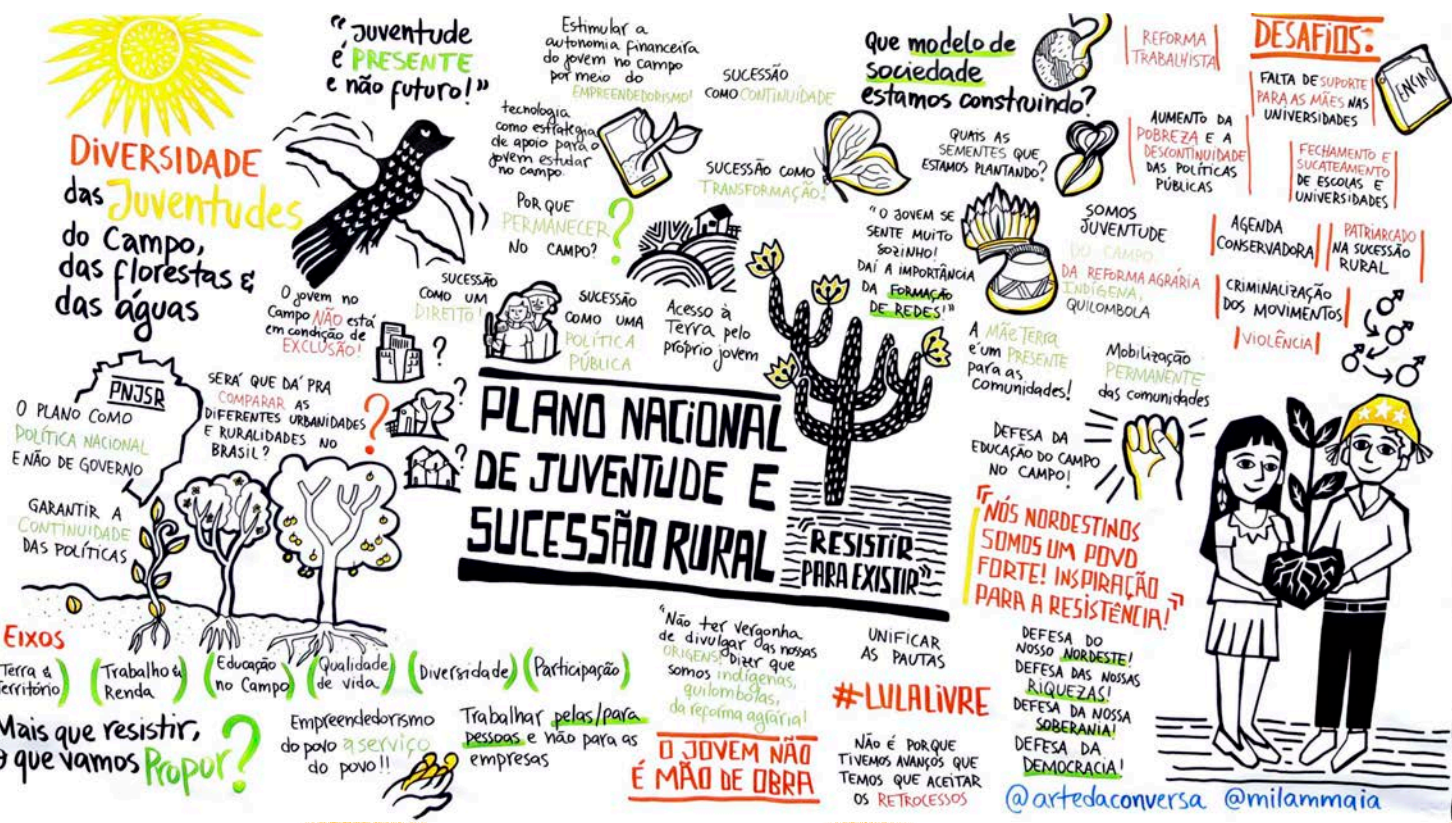 "Juventude
é PRESENTE
e não futuro!"
DIVERSIDADE
das Juventudes
do Campo,
das florestas &
das águas
Estimular a
autonomia financeira
do jovem no campo
por meio do
EMPREENDEDORISMO!
SUCESSÃO
COMO CONTINUIDADE
tecnologia
como estratégia
de apoio para o
jovem estudar
no campo.
SUCESSÃO COMO
TRANSFORMAÇÃO!
POR QUE
PERMANECER
NO CAMPO?
O jovem no
Campo NÃO está
em condição de
EXCLUSÃO!
SUCESSÃO
COMO UM
DIREITO!
SUCESSÃO
COMO UMA
POLÍTICA
PÚBLICA
Acesso à
Terra pelo
próprio jovem
Que modelo de
sociedade
estamos construindo?
QUAIS AS
SEMENTES QUE
ESTAMOS PLANTANDO?
"O JOVEM SE
SENTE MUITO
SOZINHO!
DAÍ A IMPORTÂNCIA
DA FORMAÇÃO
DE REDES!"
SOMOS
JUVENTUDE
DO CAMPO,
DA REFORMA AGRÁRIA
INDÍGENA,
QUILOMBOLA
A MÃE TERRA
é um PRESENTE
para as
comunidades!
Mobilização
PERMANENTE
das comunidades
DEFESA DA
EDUCAÇÃO DO CAMPO
NO CAMPO!
DESAFIOS:
REFORMA
TRABALHISTA
FALTA DE SUPORTE
PARA AS MÃES NAS
UNIVERSIDADES
ENCINO
AUMENTO DA
POBREZA E A
DESCONTINUIDADE
DAS POLÍTICAS
PÚBLICAS
FECHAMENTO E
SUCATEAMENTO
DE ESCOLAS E
UNIVERSIDADES
AGENDA
CONSERVADORA
PATRIARCADO
NA SUCESSÃO
RURAL
CRIMINALIZAÇÃO
DOS MOVIMENTOS
VIOLÊNCIA
PNJSR
O PLANO COMO
POLÍTICA NACIONAL
E NÃO DE GOVERNO
GARANTIR A
CONTINUIDADE
DAS POLÍTICAS
SERÁ QUE DÁ PRA
COMPARAR AS
DIFERENTES URBANIDADES
E RURALIDADES NO
BRASIL?
?
?
?
?
PLANO NACIONAL
DE JUVENTUDE E
SUCESSÃO RURAL
RESISTIR
PARA EXISTIR"
"NÓS NORDESTINOS
SOMOS UM POVO
FORTE! INSPIRAÇÃO
PARA A RESISTÊNCIA!"
EIXOS
(Terra &
território)
(Trabalho &
Renda
(Educação
no Campo)
(Qualidade
de vida)
(Diversidade)
(Participação)
Mais que resistir,
o que vamos Propor?
Empreendedorismo
do povo a serviço
do povo!!
Trabalhar pelas/para
pessoas e não para as
empresas
"Não ter vergonha
de divulgar das nossas
ORIGENS! Dizer que
somos indígenas,
quilombolas,
da reforma agrária!
O JOVEM NÃO
É MÃO DE OBRA
UNIFICAR
AS PAUTAS
#LULALIVRE
NÃO É PORQUE
TIVEMOS AVANÇOS QUE
TEMOS QUE ACEITAR
OS RETROCESSOS
DEFESA DO
NOSSO NORDESTE!
DEFESA DAS NOSSAS
RIQUEZAS!
DEFESA DA NOSSA
SOBERANIA!
DEFESA DA
DEMOCRACIA!
@artedaconversa @milammaia